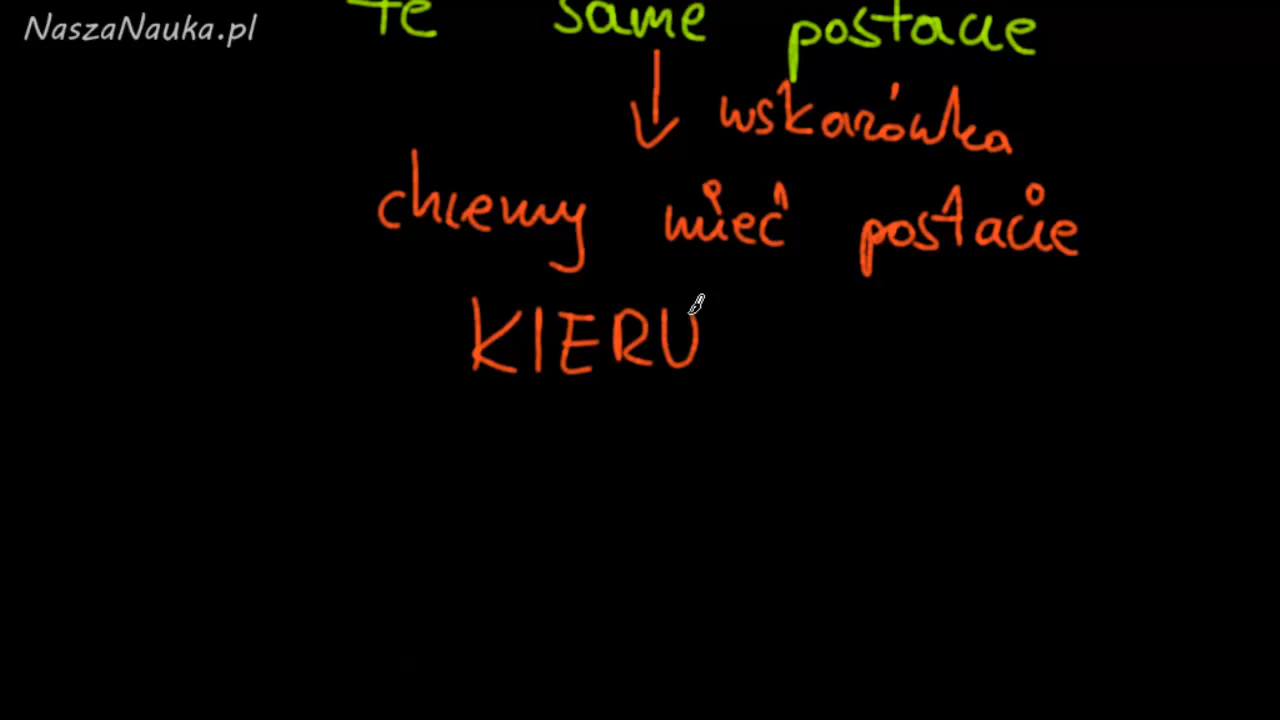 NaszaNauka.pl
te same postacie
wskazówka
chcemy mieć postacie
KIERU